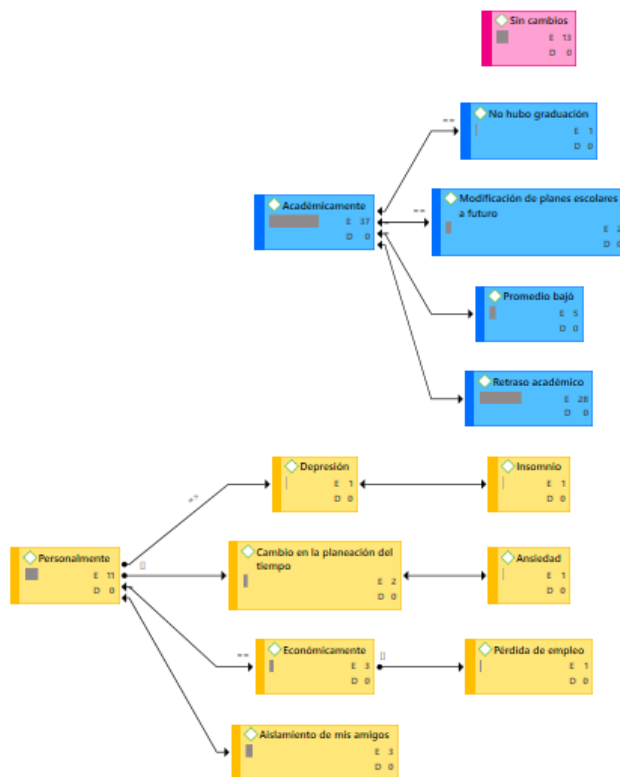 Sin cambios
E 13
D 0
No hubo graduación
E 1
D 0
==
Académicamente
E 37
D 0
==
Modificación de planes escolares
a futuro
E 2
D 0
Promedio bajó
E 5
D 0
Retraso académico
E 28
D 0
Depresión
E 1
D 0
Insomnio
E 1
D 0
Personalmente
E 11
D 0
[]
Cambio en la planeación del
tiempo
E 2
D 0
Ansiedad
E 1
D 0
==
Económicamente
E 3
D 0
[]
Pérdida de empleo
E 1
D 0
Aislamiento de mis amigos
E 3
D 0